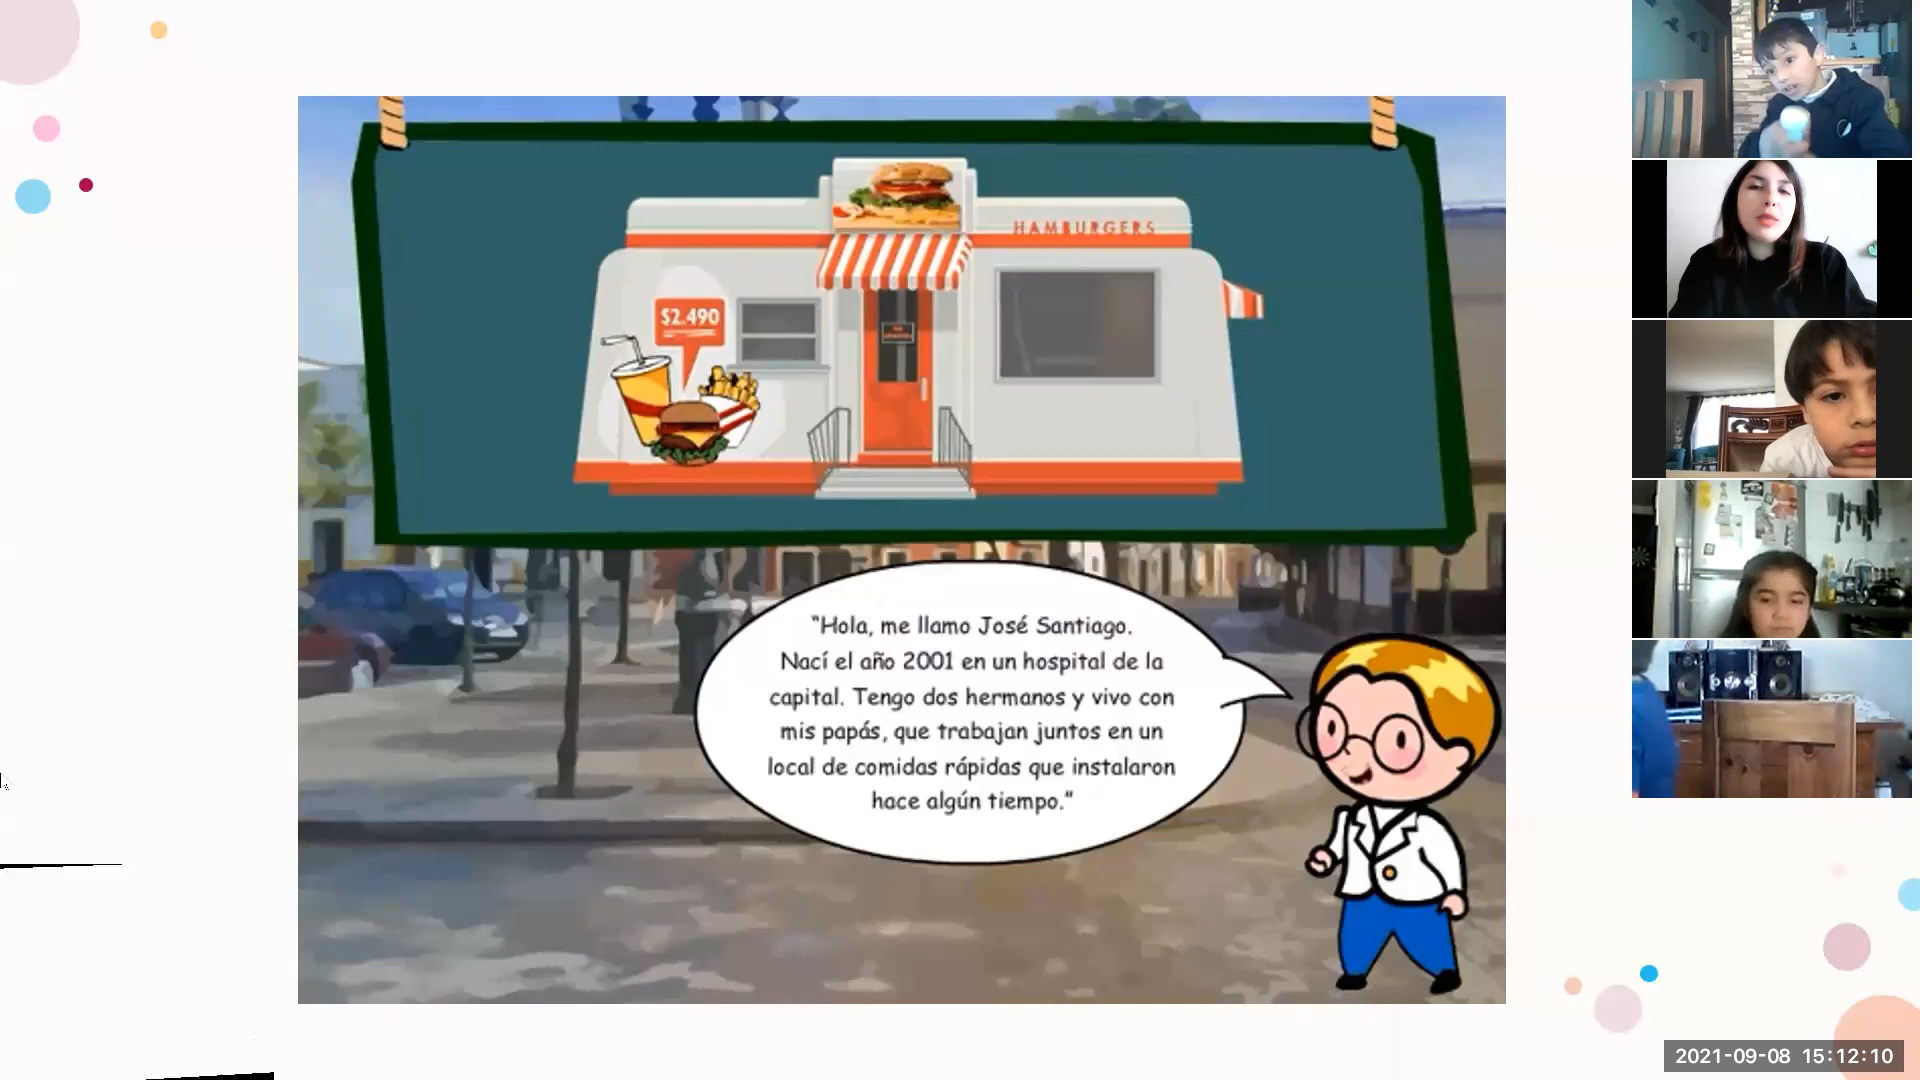 HAMBURGERS
$2.490
“Hola, me llamo José Santiago.
Nací el año 2001 en un hospital de la
capital. Tengo dos hermanos y vivo con
mis papás, que trabajan juntos en un
local de comidas rápidas que instalaron
hace algún tiempo.”
2021-09-08 15:12:10